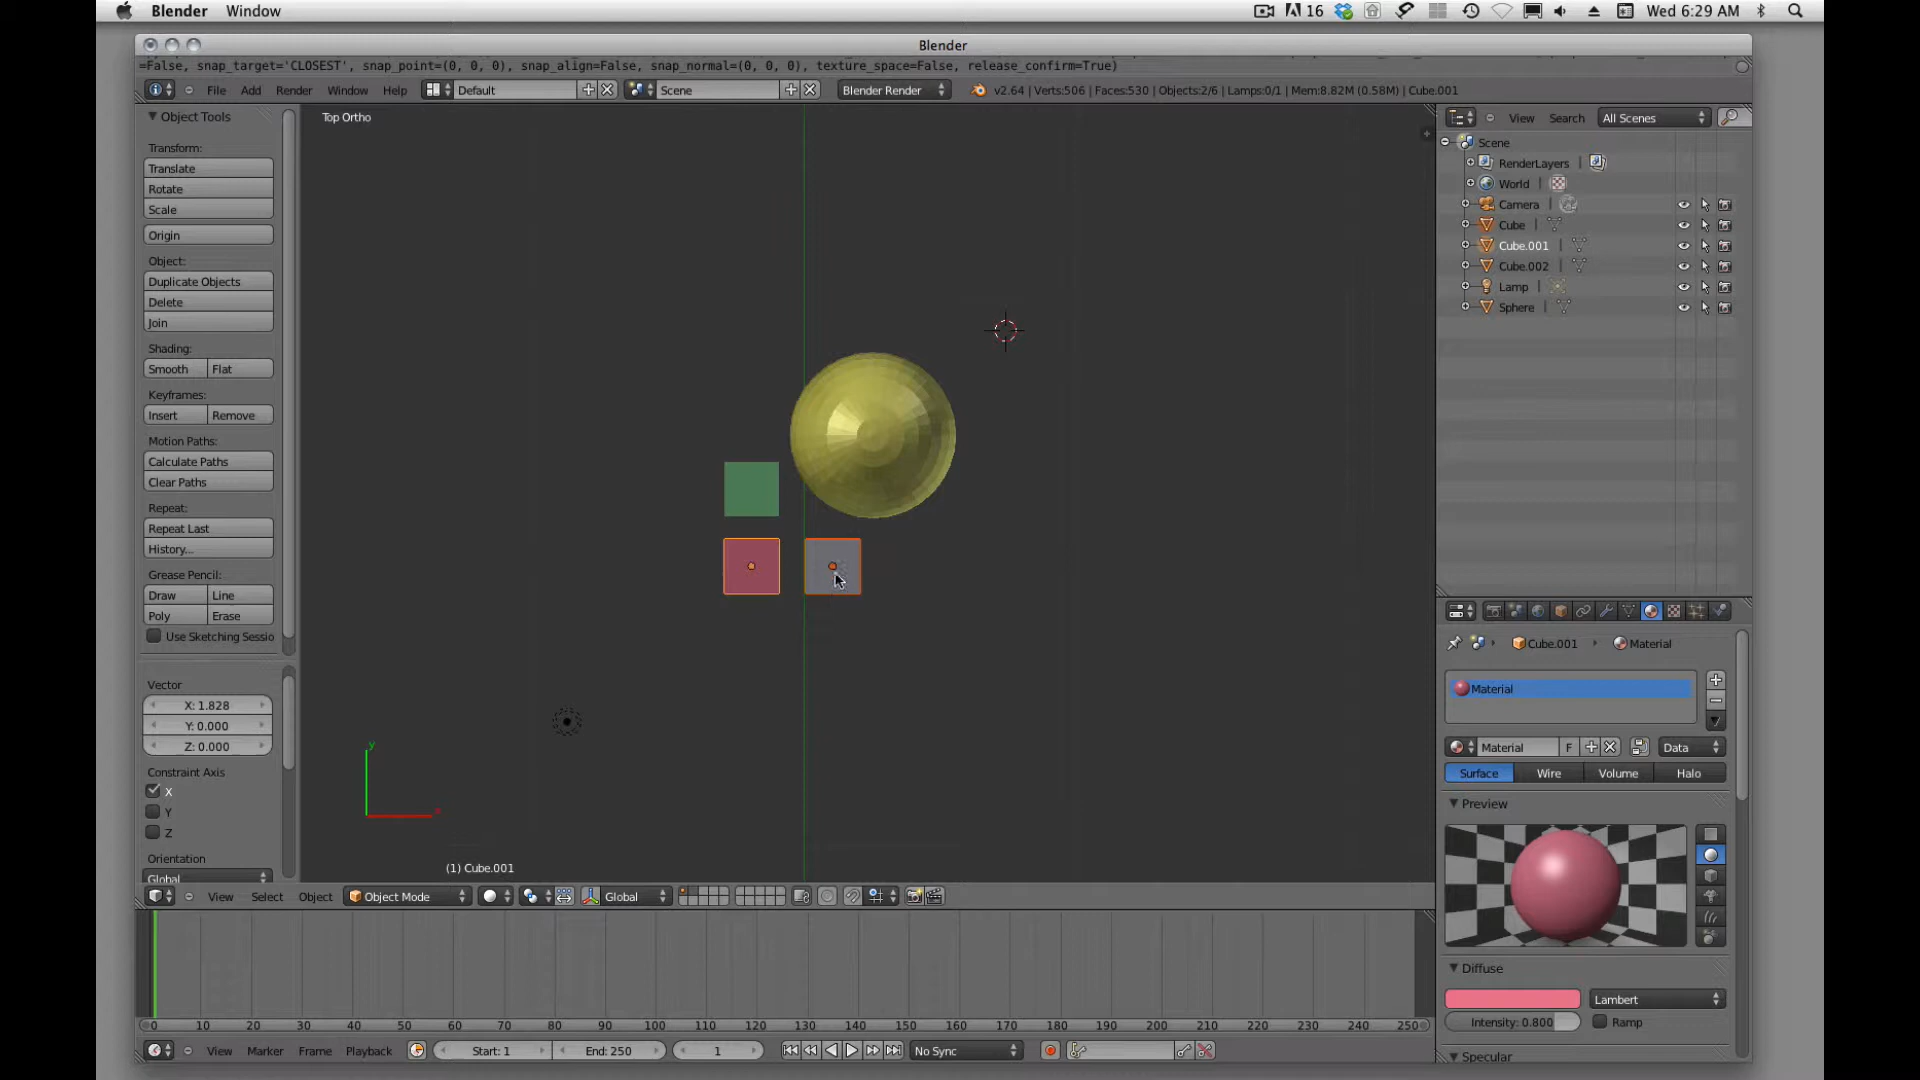 Blender Window 16 Wed 6:29 AM
Blender
=False, snap_target='CLOSEST', snap_point=(0, 0, 0), snap_align=False, snap_normal=(0, 0, 0), texture_space=False, release_confirm=True)
File Add Render Window Help Default Scene Blender Render v2.64 | Verts:506 | Faces:530 | Objects:2/6 | Lamps:0/1 | Mem:8.82M (0.58M) | Cube.001
Object Tools
Transform:
Translate
Rotate
Scale
Origin
Object:
Duplicate Objects
Delete
Join
Shading:
Smooth Flat
Keyframes:
Insert Remove
Motion Paths:
Calculate Paths
Clear Paths
Repeat:
Repeat Last
History...
Grease Pencil:
Draw Line
Poly Erase
Use Sketching Sessio
Vector
X: 1.828
Y: 0.000
Z: 0.000
Constraint Axis
X
Y
Z
Orientation
Global
Top Ortho
y
x
(1) Cube.001
View Select Object Object Mode Global
View Search All Scenes
Scene
RenderLayers |
World |
Camera |
Cube |
Cube.001 |
Cube.002 |
Lamp |
Sphere |
Cube.001 Material
Material
Material F Data
Surface Wire Volume Halo
Preview
Diffuse
Lambert
Intensity: 0.800 Ramp
Specular
0 10 20 30 40 50 60 70 80 90 100 110 120 130 140 150 160 170 180 190 200 210 220 230 240 250
View Marker Frame Playback Start: 1 End: 250 1 No Sync